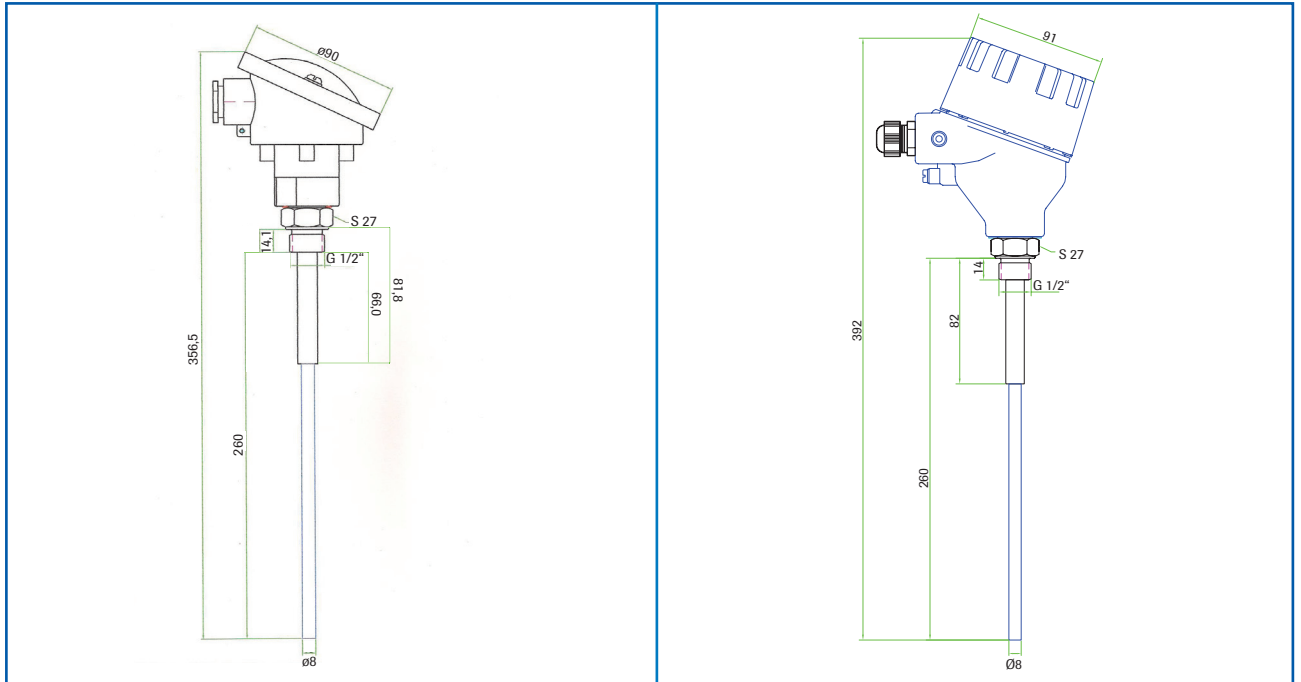 ø90
S 27
14,1
G 1/2“
81,8
66,0
356,5
260
ø8
91
S 27
14
G 1/2“
82
392
260
Ø8